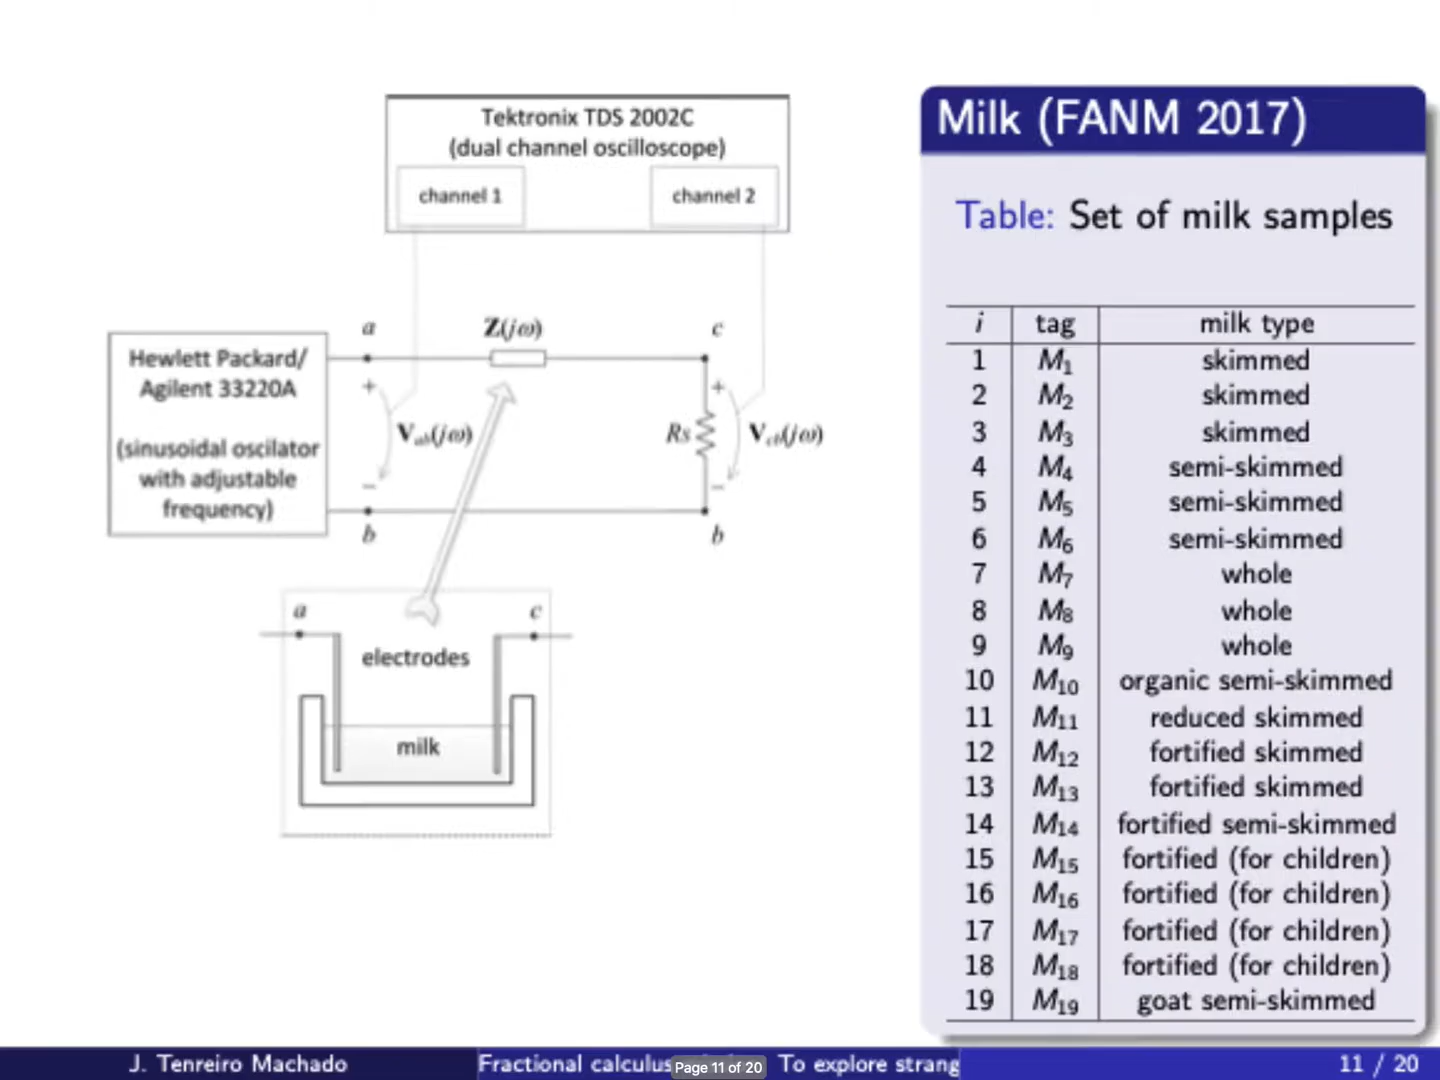 Tektronix TDS 2002C
(dual channel oscilloscope)
channel 1
channel 2
a
Z(jω)
c
Hewlett Packard/
Agilent 33220A
(sinusoidal oscilator
with adjustable
frequency)
+
Vab(jω)
−
b
Rs
+
Vcb(jω)
−
b
a
c
electrodes
milk
Milk (FANM 2017)
Table: Set of milk samples
i tag milk type
1 M1 skimmed
2 M2 skimmed
3 M3 skimmed
4 M4 semi-skimmed
5 M5 semi-skimmed
6 M6 semi-skimmed
7 M7 whole
8 M8 whole
9 M9 whole
10 M10 organic semi-skimmed
11 M11 reduced skimmed
12 M12 fortified skimmed
13 M13 fortified skimmed
14 M14 fortified semi-skimmed
15 M15 fortified (for children)
16 M16 fortified (for children)
17 M17 fortified (for children)
18 M18 fortified (for children)
19 M19 goat semi-skimmed
J. Tenreiro Machado
Fractional calculus
Page 11 of 20
To explore strang
11 / 20